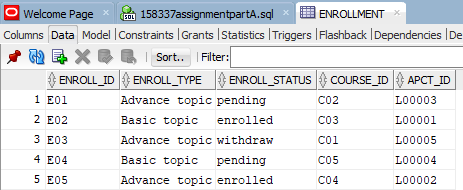 Welcome Page 158337assignmentpartA.sql ENROLLMENT
Columns Data Model Constraints Grants Statistics Triggers Flashback Dependencies De
Sort.. Filter:
ENROLL_ID ENROLL_TYPE ENROLL_STATUS COURSE_ID APCT_ID
1 E01 Advance topic pending C02 L00003
2 E02 Basic topic enrolled C03 L00001
3 E03 Advance topic withdraw C01 L00005
4 E04 Basic topic pending C05 L00004
5 E05 Advance topic enrolled C04 L00002